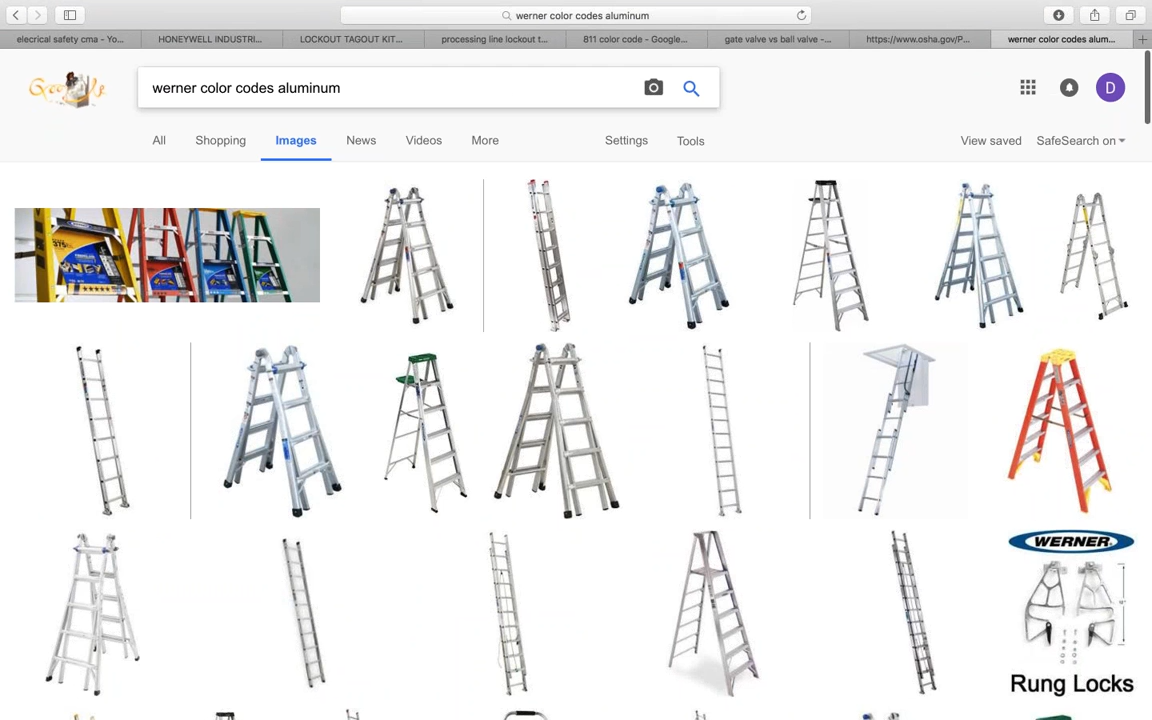 werner color codes aluminum
elecrical safety cma - Yo...
HONEYWELL INDUSTRI...
LOCKOUT TAGOUT KIT...
processing line lockout t...
811 color code - Google...
gate valve vs ball valve -...
https://www.osha.gov/P...
werner color codes alum...
werner color codes aluminum
D
All
Shopping
Images
News
Videos
More
Settings
Tools
View saved
SafeSearch on
WERNER
Rung Locks